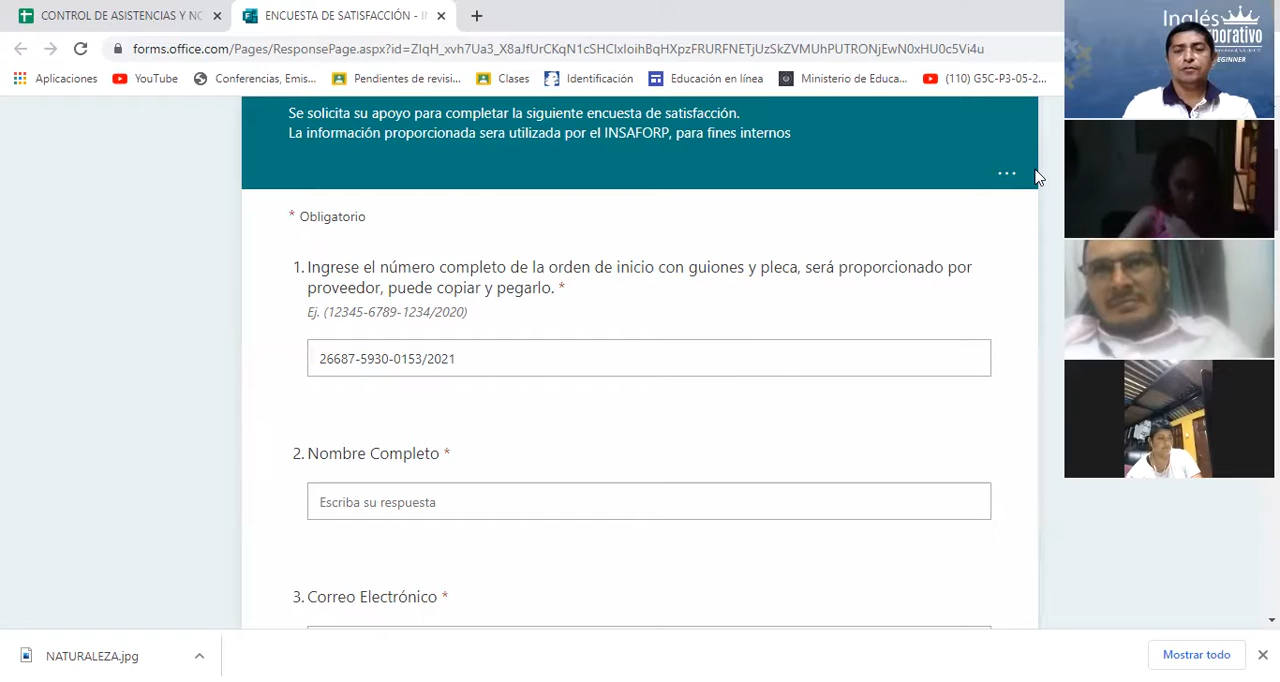 CONTROL DE ASISTENCIAS Y NO
ENCUESTA DE SATISFACCIÓN - I
forms.office.com/Pages/ResponsePage.aspx?id=ZIqH_xvh7Ua3_X8aJfUrCKqN1cSHCIxIoihBqHXpzFRURFNETjUzSkZVMUhPUTRONjEwN0xHU0c5Vi4u
Aplicaciones
YouTube
Conferencias, Emis...
Pendientes de revisi...
Clases
Identificación
Educación en línea
Ministerio de Educa...
(110) G5C-P3-05-2...
Inglés
rporativo
EGINNER
Se solicita su apoyo para completar la siguiente encuesta de satisfacción.
La información proporcionada sera utilizada por el INSAFORP, para fines internos
...
* Obligatorio
1. Ingrese el número completo de la orden de inicio con guiones y pleca, será proporcionado por
proveedor, puede copiar y pegarlo. *
Ej. (12345-6789-1234/2020)
26687-5930-0153/2021
2. Nombre Completo *
Escriba su respuesta
3. Correo Electrónico *
NATURALEZA.jpg
Mostrar todo